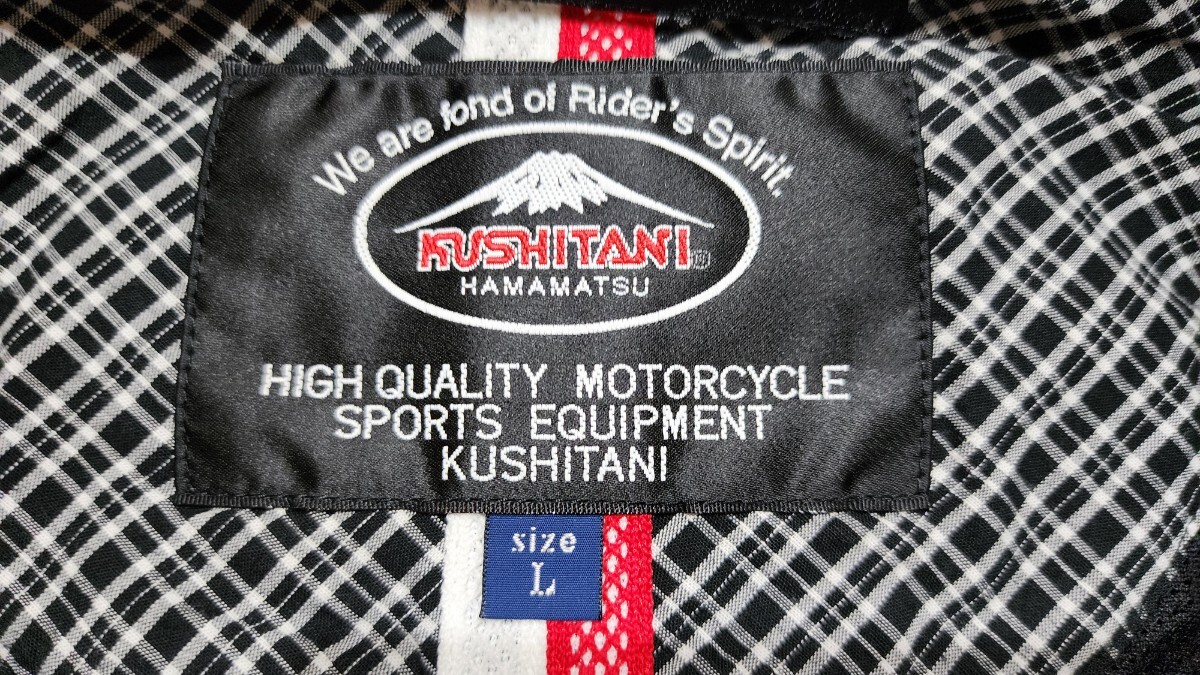 We are fond of Rider's Spirit.
KUSHITANI®
HAMAMATSU
HIGH QUALITY MOTORCYCLE
SPORTS EQUIPMENT
KUSHITANI
size
L